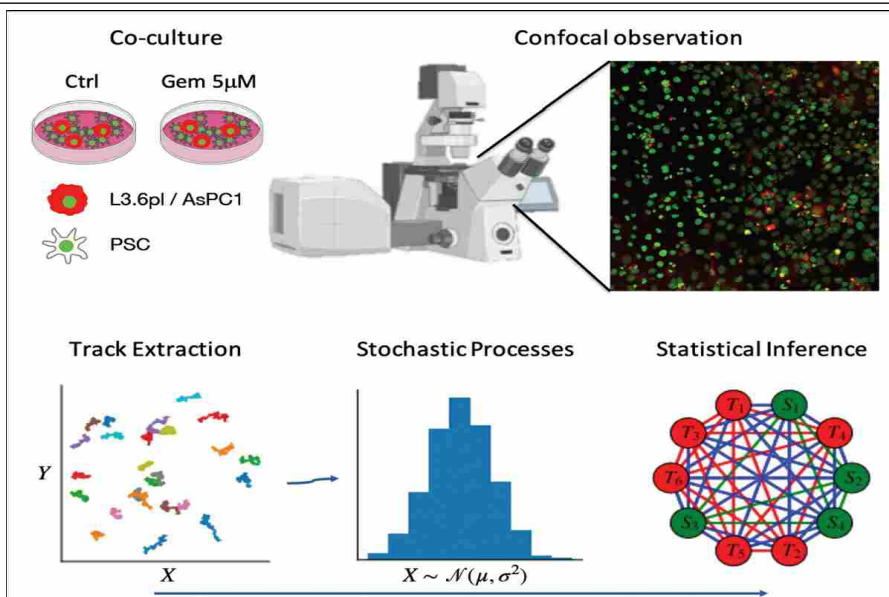 Co-culture
Confocal observation
Ctrl
Gem 5μM
L3.6pl / AsPC1
PSC
Track Extraction
Stochastic Processes
Statistical Inference
Y
X
X ∼ 𝒩(μ, σ²)
T₁
S₁
T₃
T₄
T₆
S₂
S₃
S₄
T₅
T₂